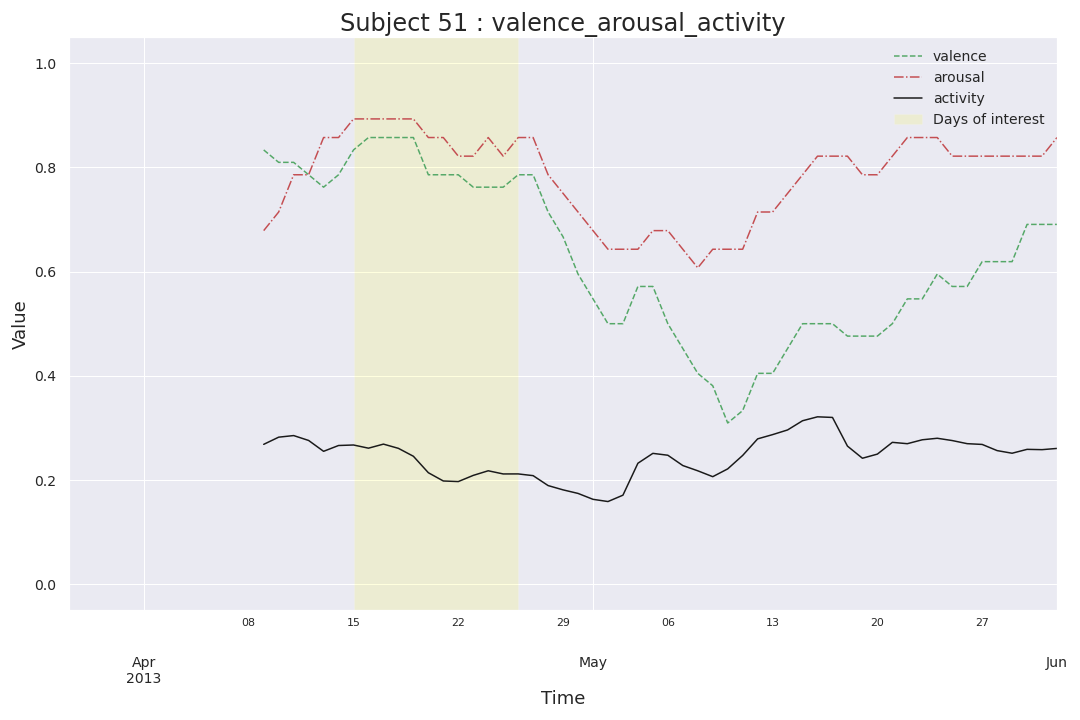 Subject 51 : valence_arousal_activity
valence
arousal
activity
Days of interest
1.0
0.8
0.6
0.4
0.2
0.0
Value
08 15 22 29 06 13 20 27
Apr May Jun
2013
Time